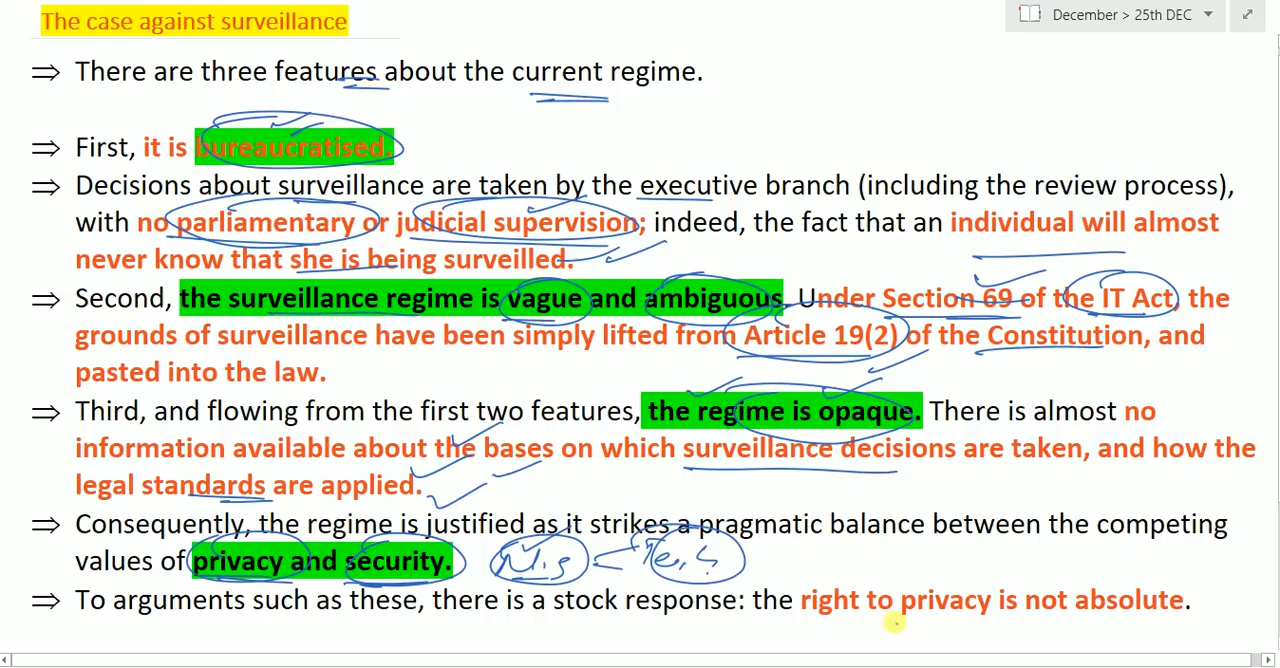 The case against surveillance
December > 25th DEC
⇒ There are three features about the current regime.
⇒ First, it is bureaucratised.
⇒ Decisions about surveillance are taken by the executive branch (including the review process),
with no parliamentary or judicial supervision; indeed, the fact that an individual will almost
never know that she is being surveilled.
⇒ Second, the surveillance regime is vague and ambiguous. Under Section 69 of the IT Act, the
grounds of surveillance have been simply lifted from Article 19(2) of the Constitution, and
pasted into the law.
⇒ Third, and flowing from the first two features, the regime is opaque. There is almost no
information available about the bases on which surveillance decisions are taken, and how the
legal standards are applied.
⇒ Consequently, the regime is justified as it strikes a pragmatic balance between the competing
values of privacy and security.
⇒ To arguments such as these, there is a stock response: the right to privacy is not absolute.